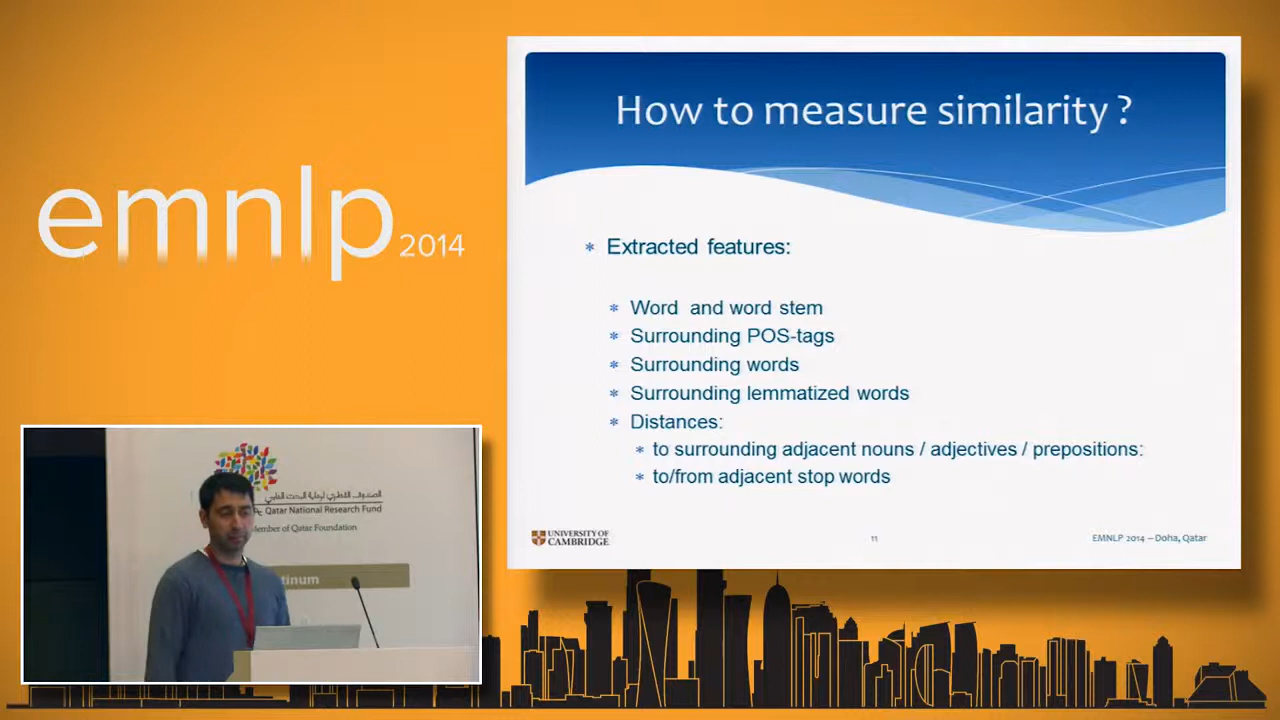 emnlp 2014
How to measure similarity ?
* Extracted features:
* Word and word stem
* Surrounding POS-tags
* Surrounding words
* Surrounding lemmatized words
* Distances:
* to surrounding adjacent nouns / adjectives / prepositions:
* to/from adjacent stop words
UNIVERSITY OF
CAMBRIDGE
11
EMNLP 2014 – Doha, Qatar
Qatar National Research Fund
Member of Qatar Foundation
tinum